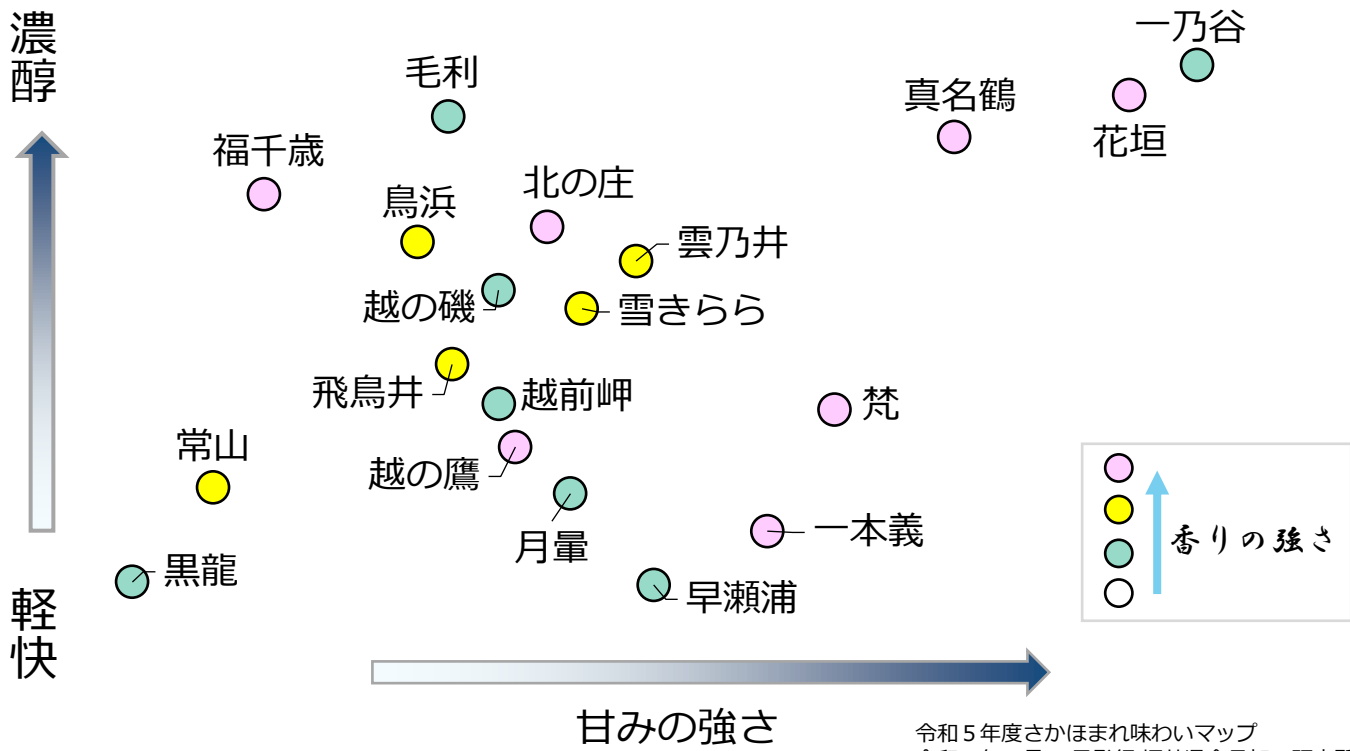 濃醇
一乃谷
毛利
真名鶴
花垣
福千歳
北の庄
鳥浜
雲乃井
越の磯
雪きらら
飛鳥井
越前岬
梵
常山
越の鷹
月暈
一本義
香りの強さ
黒龍
早瀬浦
軽快
甘みの強さ
令和5年度さかほまれ味わいマップ